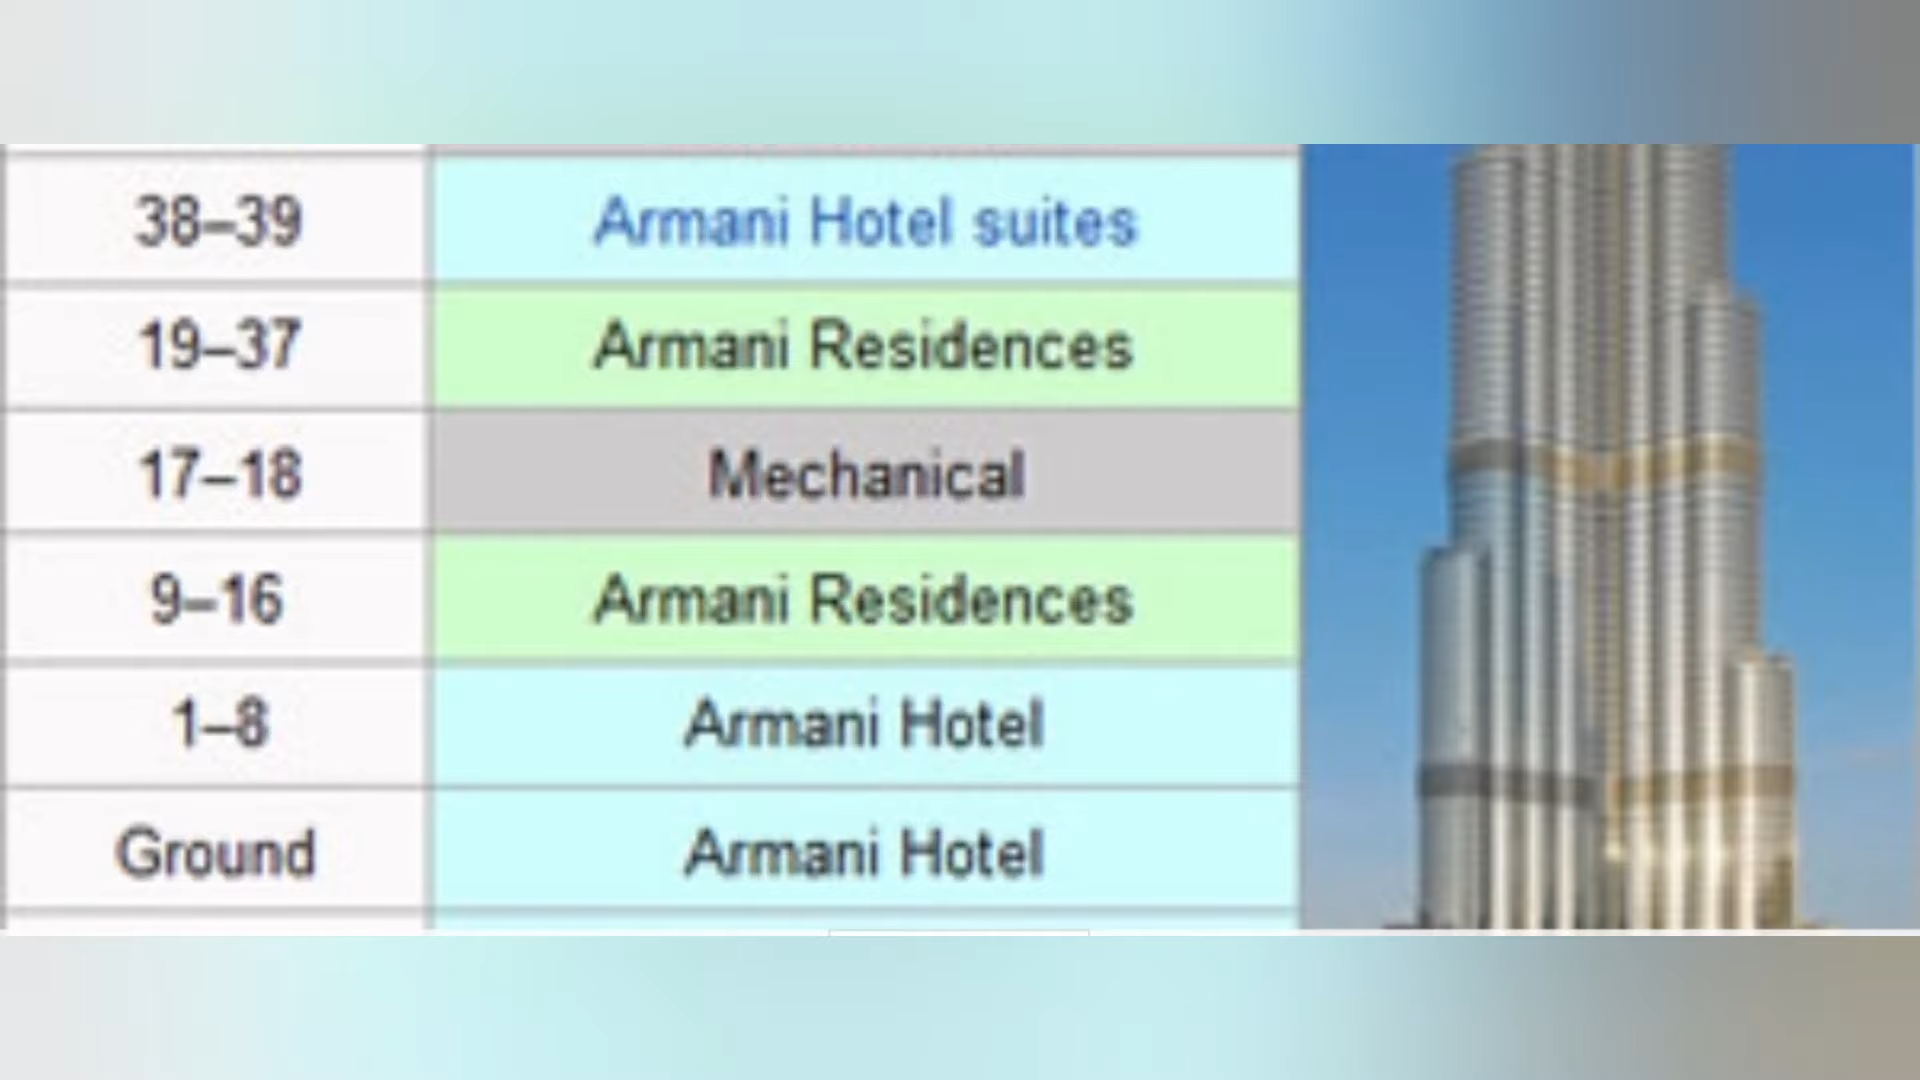 38–39 Armani Hotel suites
19–37 Armani Residences
17–18 Mechanical
9–16 Armani Residences
1–8 Armani Hotel
Ground Armani Hotel